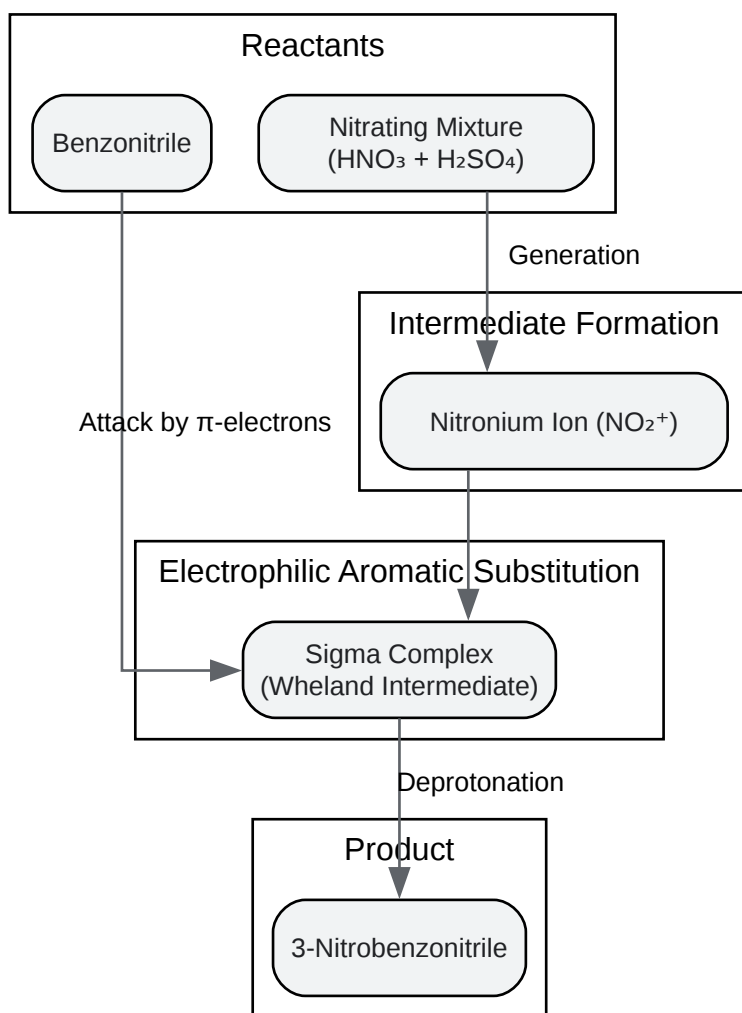 Reactants
Benzonitrile
Nitrating Mixture
(HNO₃ + H₂SO₄)
Generation
Intermediate Formation
Attack by π-electrons
Nitronium Ion (NO₂⁺)
Electrophilic Aromatic Substitution
Sigma Complex
(Wheland Intermediate)
Deprotonation
Product
3-Nitrobenzonitrile